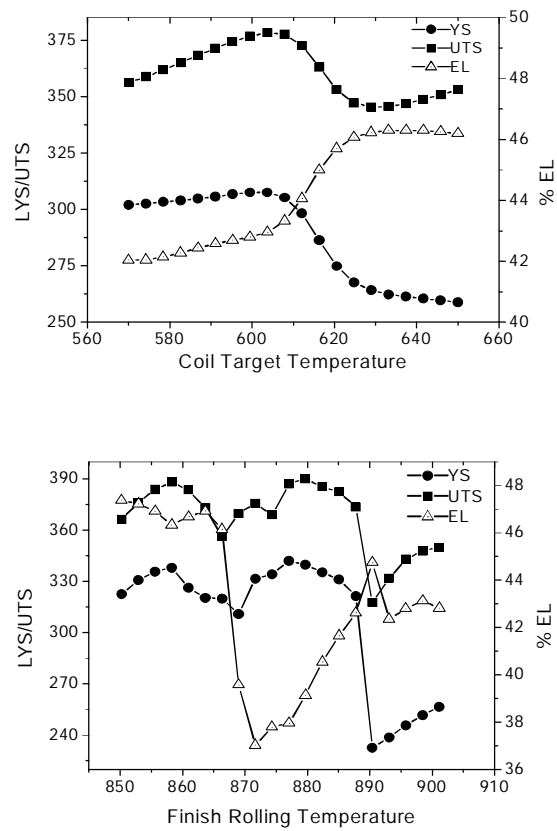 375
350
325
300
275
250
LYS/UTS
YS
UTS
EL
50
48
46
44
42
40
% EL
560 580 600 620 640 660
Coil Target Temperature
390
360
330
300
270
240
LYS/UTS
YS
UTS
EL
48
46
44
42
40
38
36
% EL
850 860 870 880 890 900 910
Finish Rolling Temperature